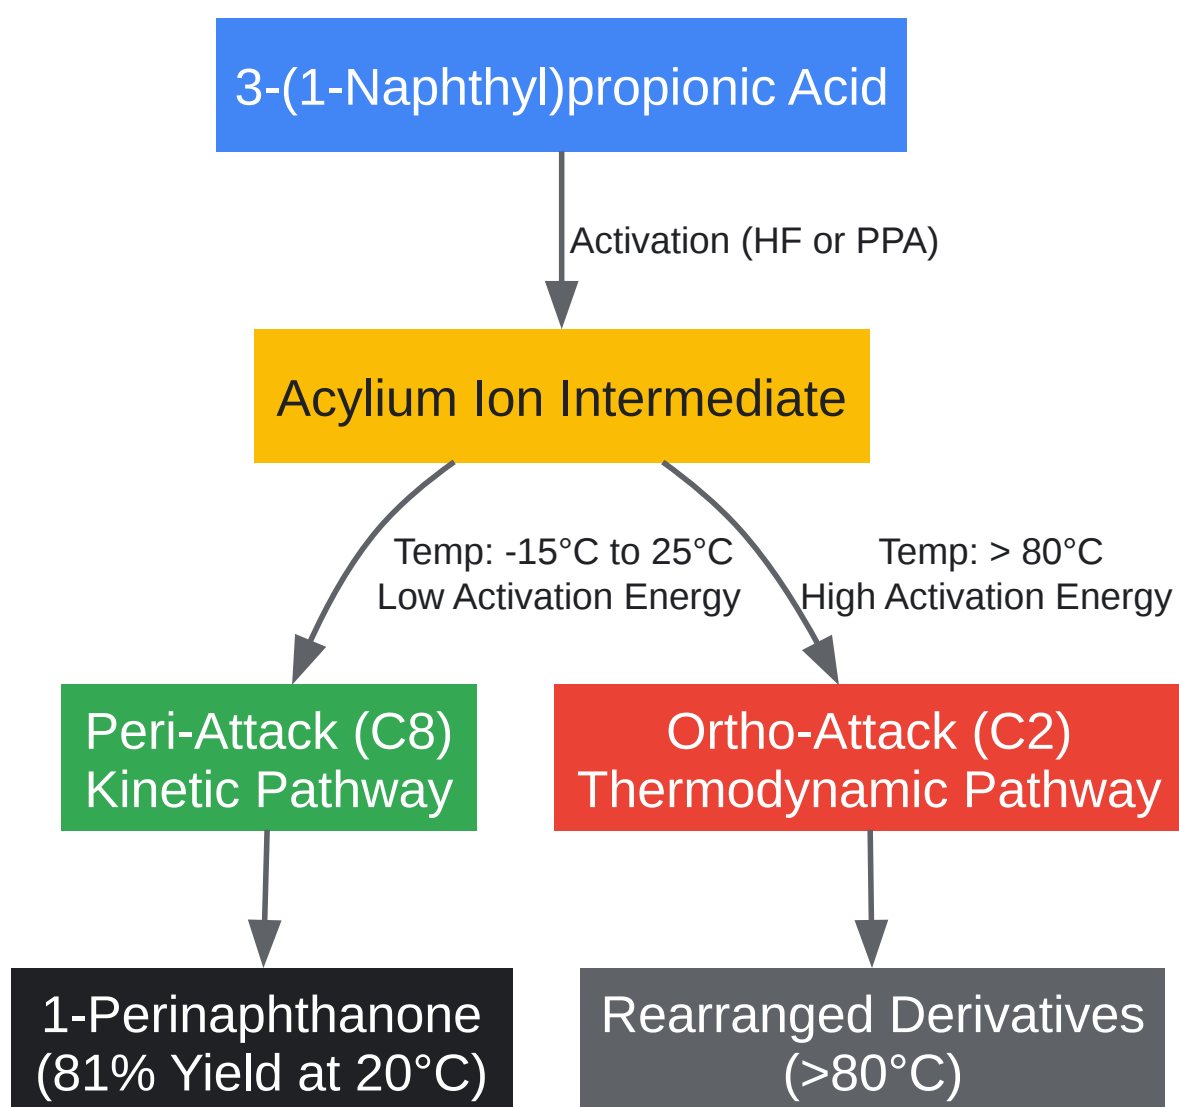 3-(1-Naphthyl)propionic Acid
Activation (HF or PPA)
Acylium Ion Intermediate
Temp: -15°C to 25°C
Low Activation Energy
Temp: > 80°C
High Activation Energy
Peri-Attack (C8)
Kinetic Pathway
Ortho-Attack (C2)
Thermodynamic Pathway
1-Perinaphthanone
(81% Yield at 20°C)
Rearranged Derivatives
(>80°C)